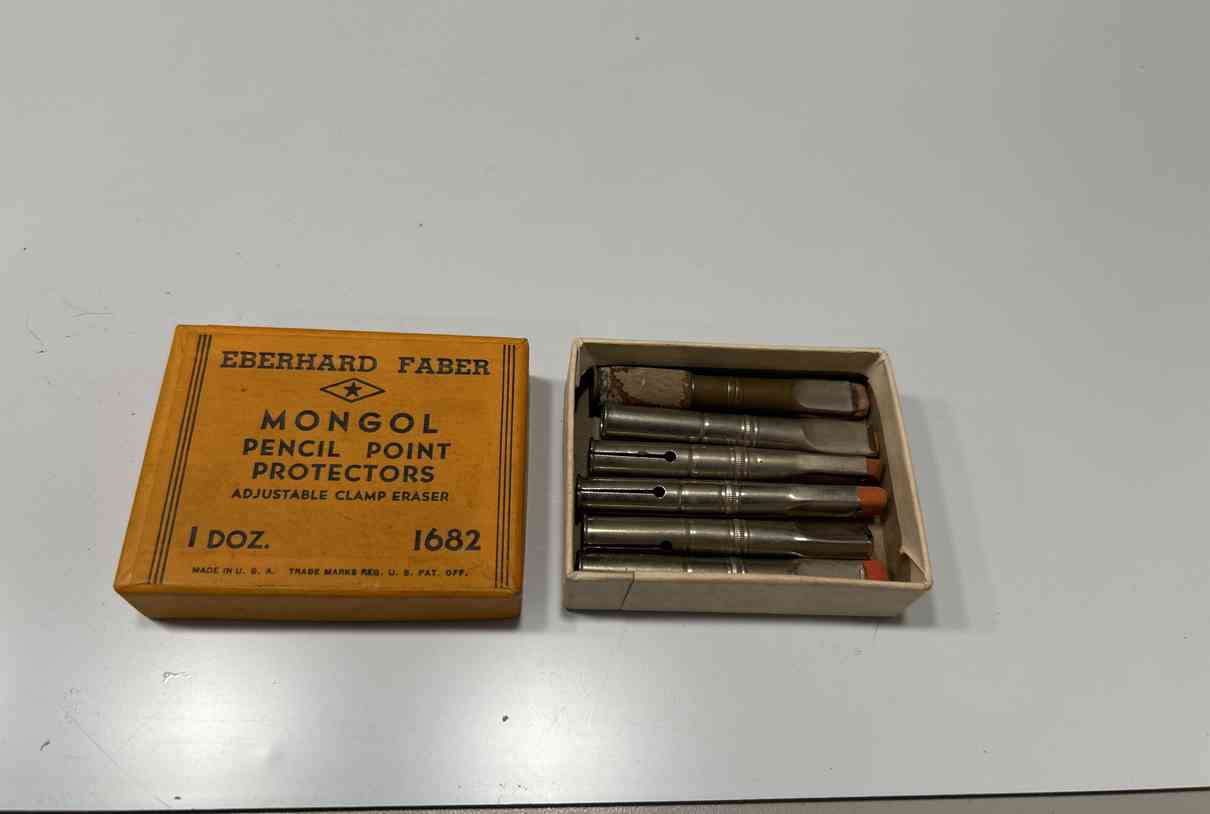 EBERHARD FABER
MONGOL
PENCIL POINT
PROTECTORS
ADJUSTABLE CLAMP ERASER
1 DOZ. 1682
MADE IN U. S. A. TRADE MARKS REG. U. S. PAT. OFF.